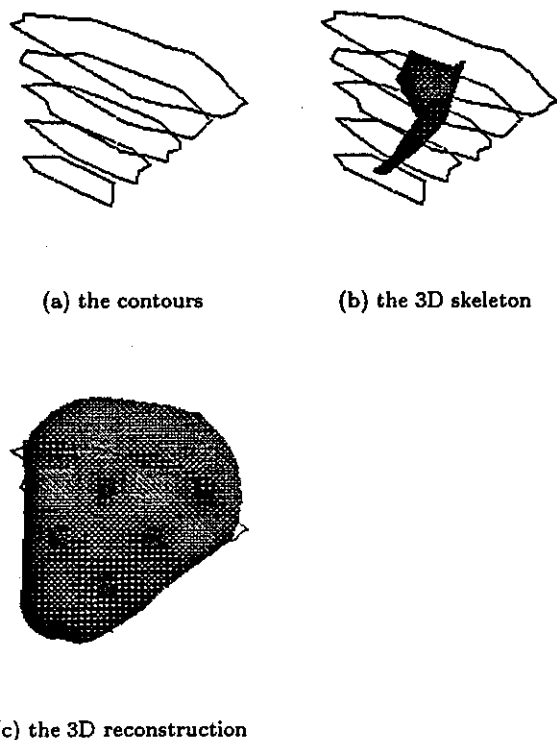 (a) the contours
(b) the 3D skeleton
c) the 3D reconstruction